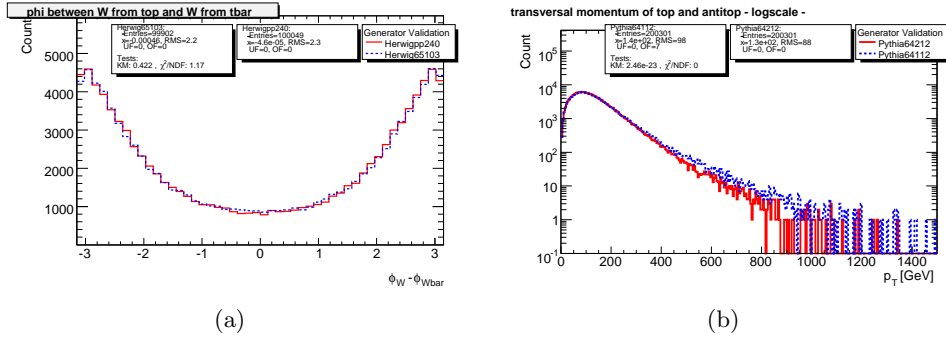 phi between W from top and W from tbar
Count
Herwig65103:
Entries=99902
x=-0.00046, RMS=2.2
UF=0, OF=0
Tests:
KM: 0.422 , χ²/NDF: 1.17
Herwigpp240:
Entries=100049
x=-4.6e-05, RMS=2.3
UF=0, OF=0
Generator Validation
Herwigpp240
Herwig65103
5000
4000
3000
2000
1000
-3 -2 -1 0 1 2 3
ϕW - ϕWbar
(a)
transversal momentum of top and antitop - logscale -
Count
Pythia64112:
Entries=200301
x=1.4e+02, RMS=98
UF=0, OF=7
Tests:
KM: 2.46e-23 , χ²/NDF: 0
Pythia64212:
Entries=200301
x=1.3e+02, RMS=88
UF=0, OF=0
Generator Validation
Pythia64212
Pythia64112
10⁵
10⁴
10³
10²
10
1
10⁻¹
0 200 400 600 800 1000 1200 1400
pT [GeV]
(b)